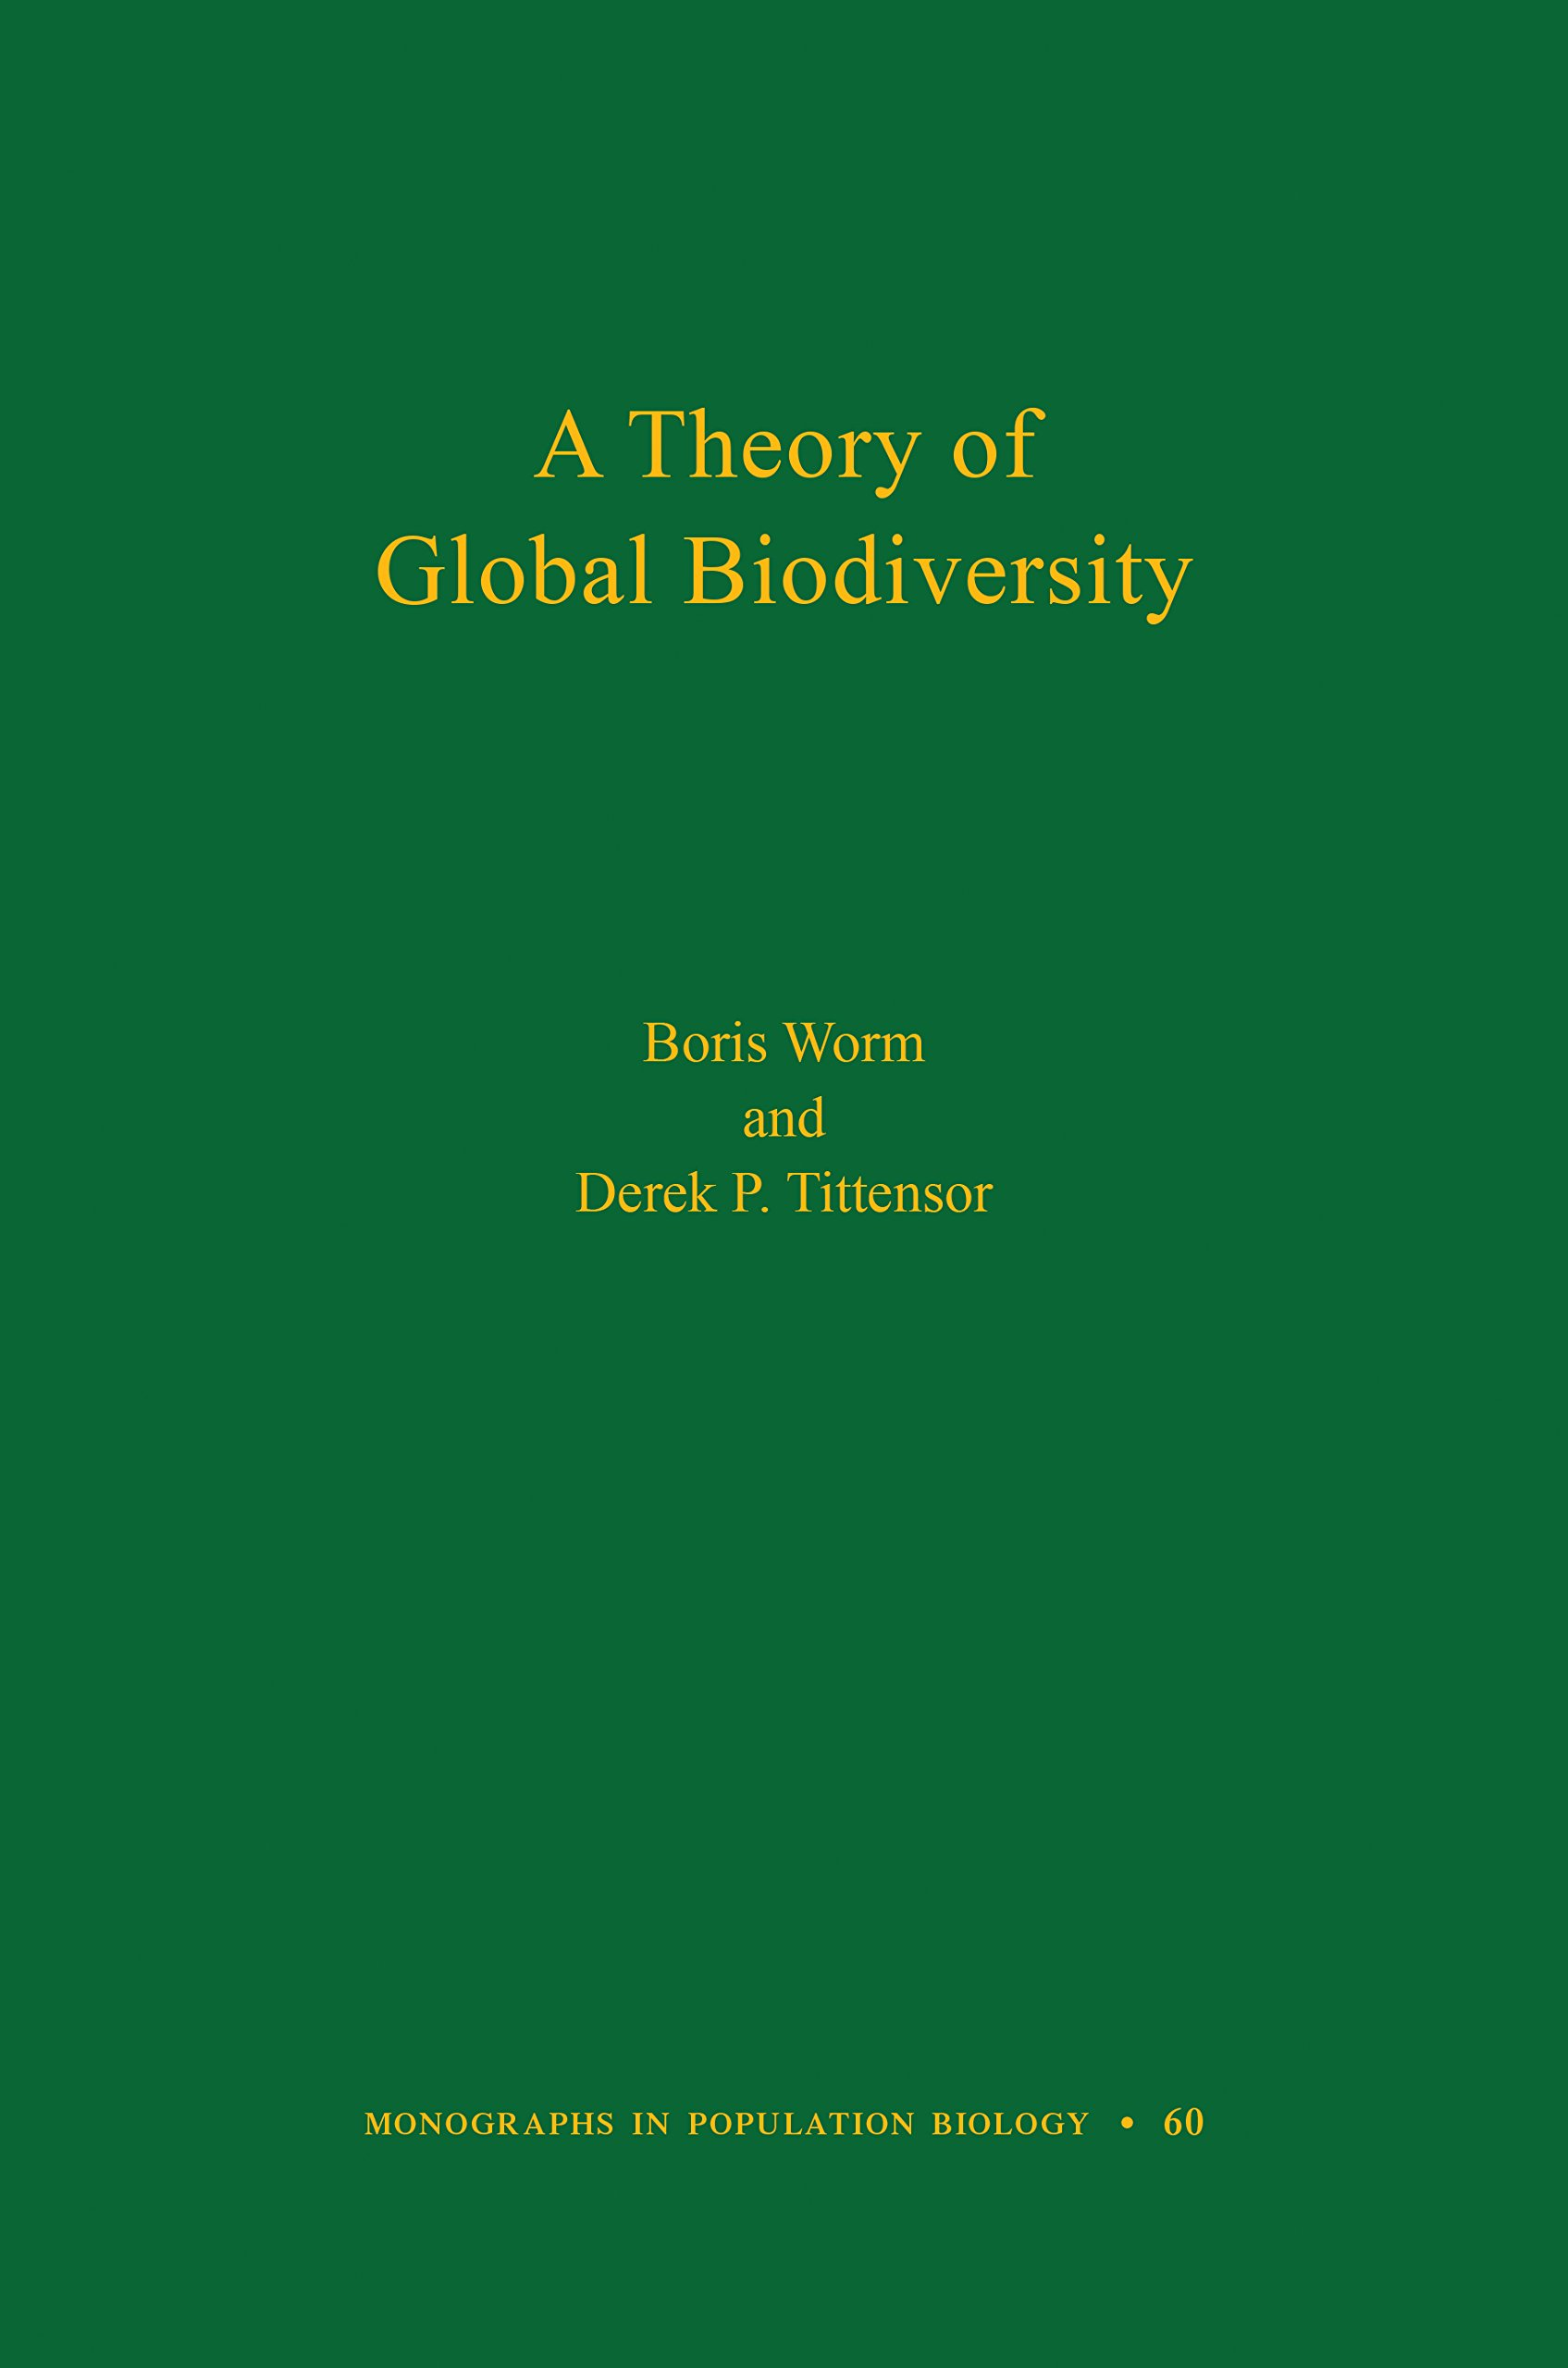 A Theory of
Global Biodiversity
Boris Worm
and
Derek P. Tittensor
MONOGRAPHS IN POPULATION BIOLOGY • 60